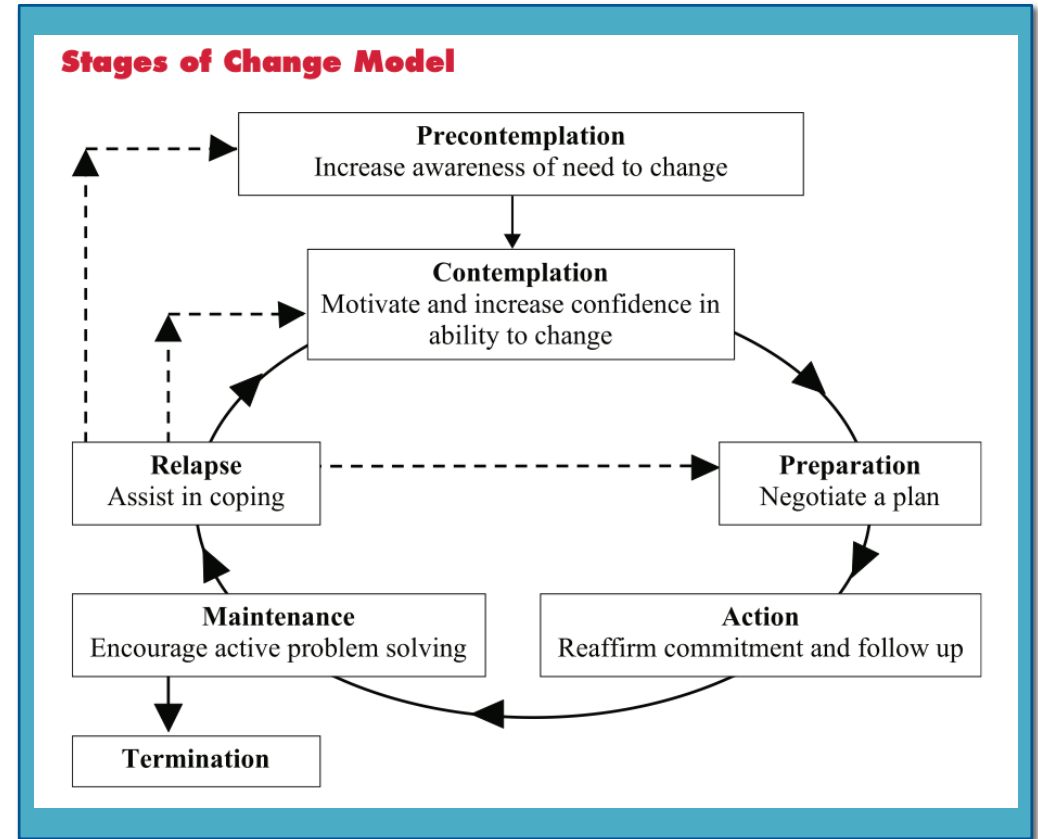 Stages of Change Model
Precontemplation
Increase awareness of need to change
Contemplation
Motivate and increase confidence in
ability to change
Relapse
Assist in coping
Preparation
Negotiate a plan
Maintenance
Encourage active problem solving
Action
Reaffirm commitment and follow up
Termination